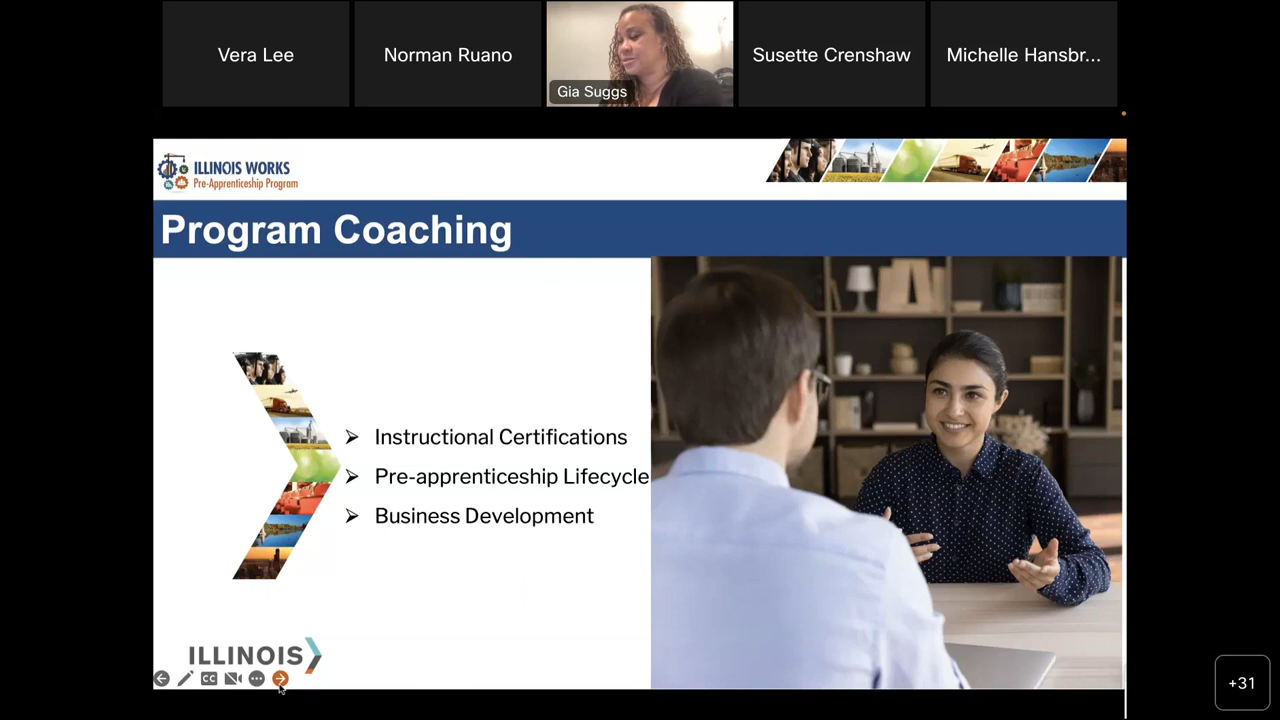 Vera Lee
Norman Ruano
Gia Suggs
Susette Crenshaw
Michelle Hansbr...
ILLINOIS WORKS
Pre-Apprenticeship Program
Program Coaching
➢ Instructional Certifications
➢ Pre-apprenticeship Lifecycle
➢ Business Development
ILLINOIS
CC
+31